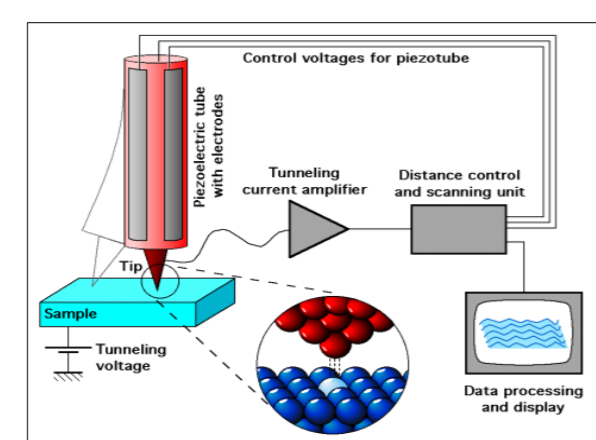 Control voltages for piezotube
Piezoelectric tube
with electrodes
Tunneling
current amplifier
Distance control
and scanning unit
Tip
Sample
Tunneling
voltage
Data processing
and display